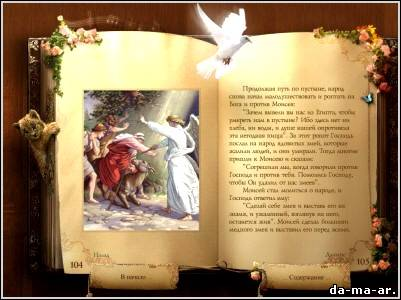 Продолжая путь по пустыне, народ
снова начал малодушествовать и роптать на
Бога и против Моисея:
"Зачем вывели вы нас из Египта, чтобы
умереть нам в пустыне? Ибо здесь нет ни
хлеба, ни воды, и душе нашей опротивела
эта негодная пища". За этот ропот Господь
послал на народ ядовитых змей, которые
жалили людей, и они умирали. Тогда многие
пришли к Моисею и сказали:
"Согрешили мы, когда говорили против
Господа и против тебя. Помолись Господу,
чтобы Он удалил от нас змеев".
Моисей стал молиться о народе, и
Господь ответил ему:
"Сделай себе змея и выставь его на
знамя, и ужаленный, взглянув на него,
останется жив". Моисей сделал большого
медного змея и выставил его перед всеми.
104
Назад
Далее
105
В начало...
Содержание...
da-ma-ar.